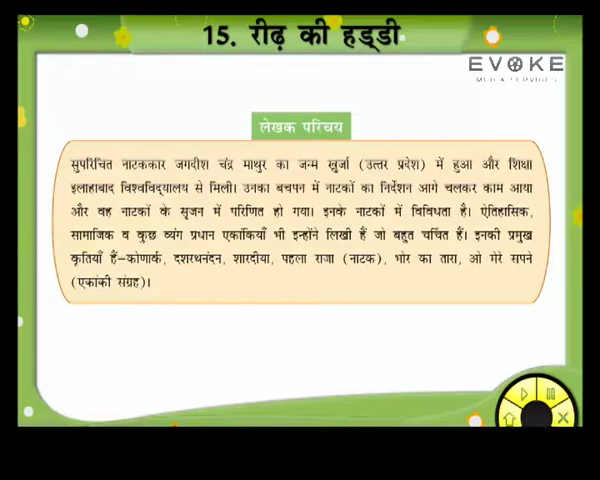 15. रीढ़ की हड्डी
EVOKE
MEDIA SERVICES
लेखक परिचय
सुपरिचित नाटककार जगदीश चंद्र माथुर का जन्म खुर्जा (उत्तर प्रदेश) में हुआ और शिक्षा
इलाहाबाद विश्वविद्यालय से मिली। उनका बचपन में नाटकों का निर्देशन आगे चलकर काम आया
और वह नाटकों के सृजन में परिणित हो गया। इनके नाटकों में विविधता है। ऐतिहासिक,
सामाजिक व कुछ व्यंग प्रधान एकांकियाँ भी इन्होंने लिखी हैं जो बहुत चर्चित हैं। इनकी प्रमुख
कृतियाँ हैं–कोणार्क, दशरथनंदन, शारदीया, पहला राजा (नाटक), भोर का तारा, ओ मेरे सपने
(एकांकी संग्रह)।